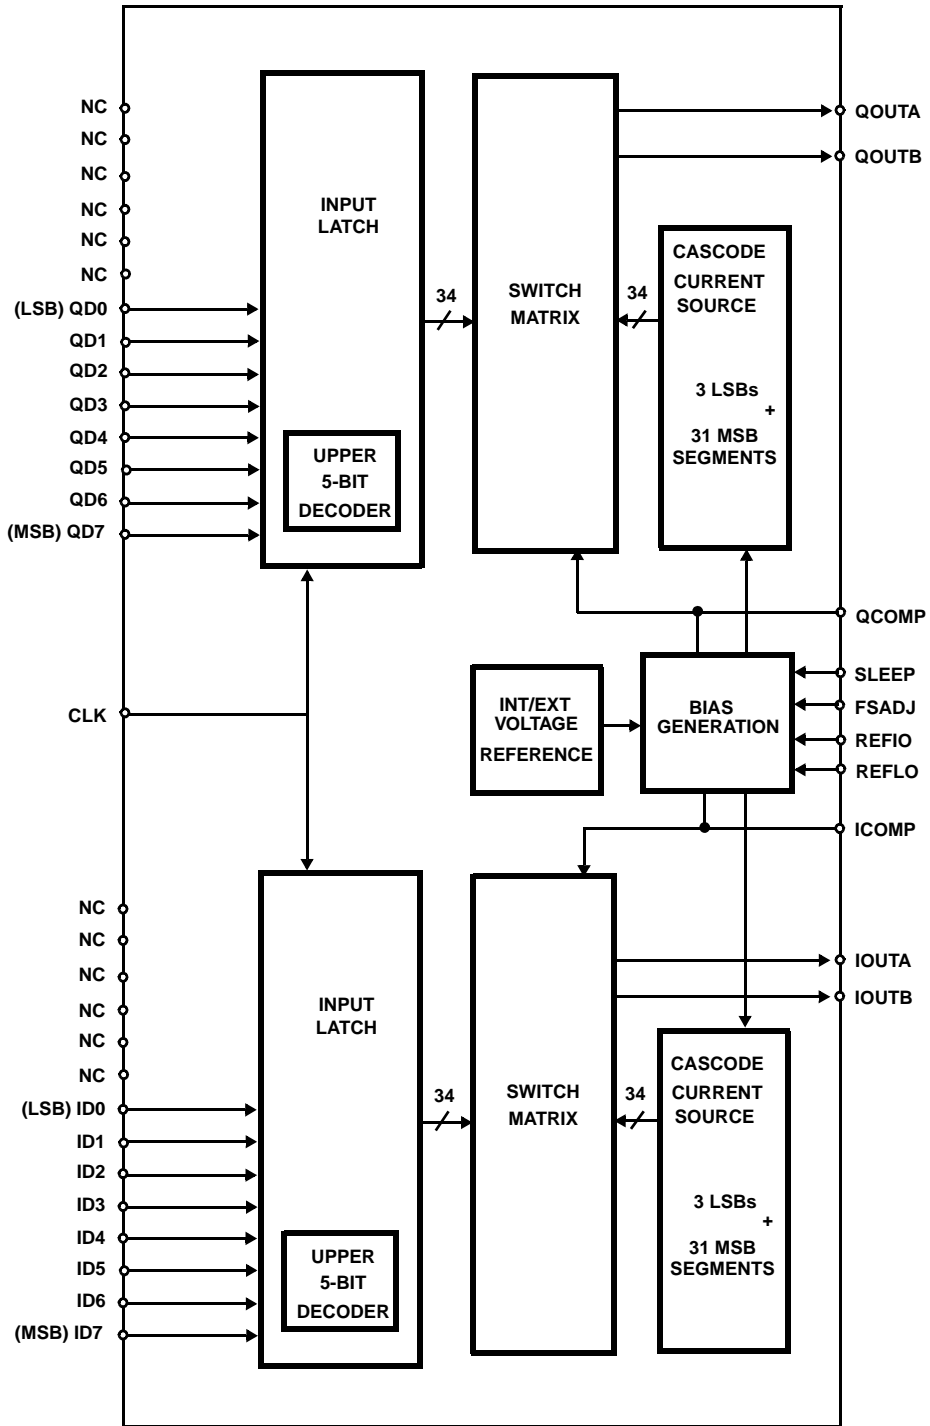 NC
NC
NC
NC
NC
NC
(LSB) QD0
QD1
QD2
QD3
QD4
QD5
QD6
(MSB) QD7
INPUT
LATCH
UPPER
5-BIT
DECODER
34
SWITCH
MATRIX
34
CASCODE
CURRENT
SOURCE
3 LSBs
+
31 MSB
SEGMENTS
QOUTA
QOUTB
QCOMP
CLK
INT/EXT
VOLTAGE
REFERENCE
BIAS
GENERATION
SLEEP
FSADJ
REFIO
REFLO
ICOMP
NC
NC
NC
NC
NC
NC
(LSB) ID0
ID1
ID2
ID3
ID4
ID5
ID6
(MSB) ID7
INPUT
LATCH
UPPER
5-BIT
DECODER
34
SWITCH
MATRIX
34
CASCODE
CURRENT
SOURCE
3 LSBs
+
31 MSB
SEGMENTS
IOUTA
IOUTB